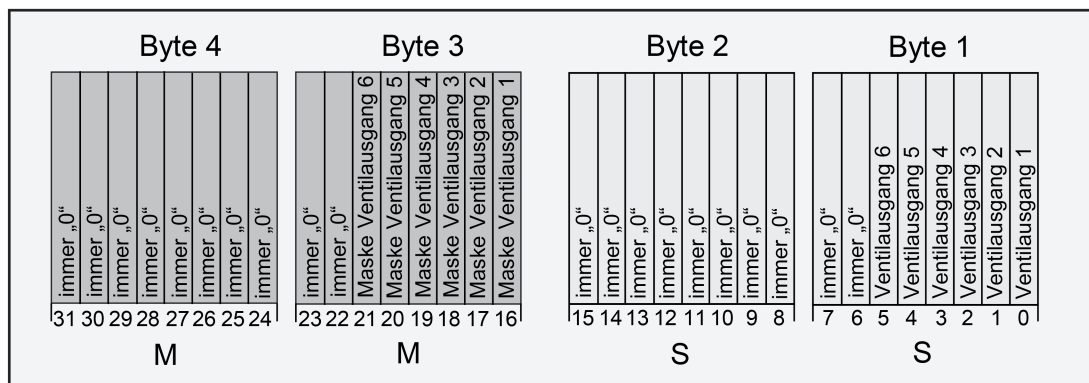 Byte 4 Byte 3 Byte 2 Byte 1
immer „0“
immer „0“
immer „0“
immer „0“
immer „0“
immer „0“
immer „0“
immer „0“
immer „0“
immer „0“
Maske Ventilausgang 6
Maske Ventilausgang 5
Maske Ventilausgang 4
Maske Ventilausgang 3
Maske Ventilausgang 2
Maske Ventilausgang 1
immer „0“
immer „0“
immer „0“
immer „0“
immer „0“
immer „0“
immer „0“
immer „0“
immer „0“
immer „0“
Ventilausgang 6
Ventilausgang 5
Ventilausgang 4
Ventilausgang 3
Ventilausgang 2
Ventilausgang 1
31 30 29 28 27 26 25 24 23 22 21 20 19 18 17 16 15 14 13 12 11 10 9 8 7 6 5 4 3 2 1 0
M M S S